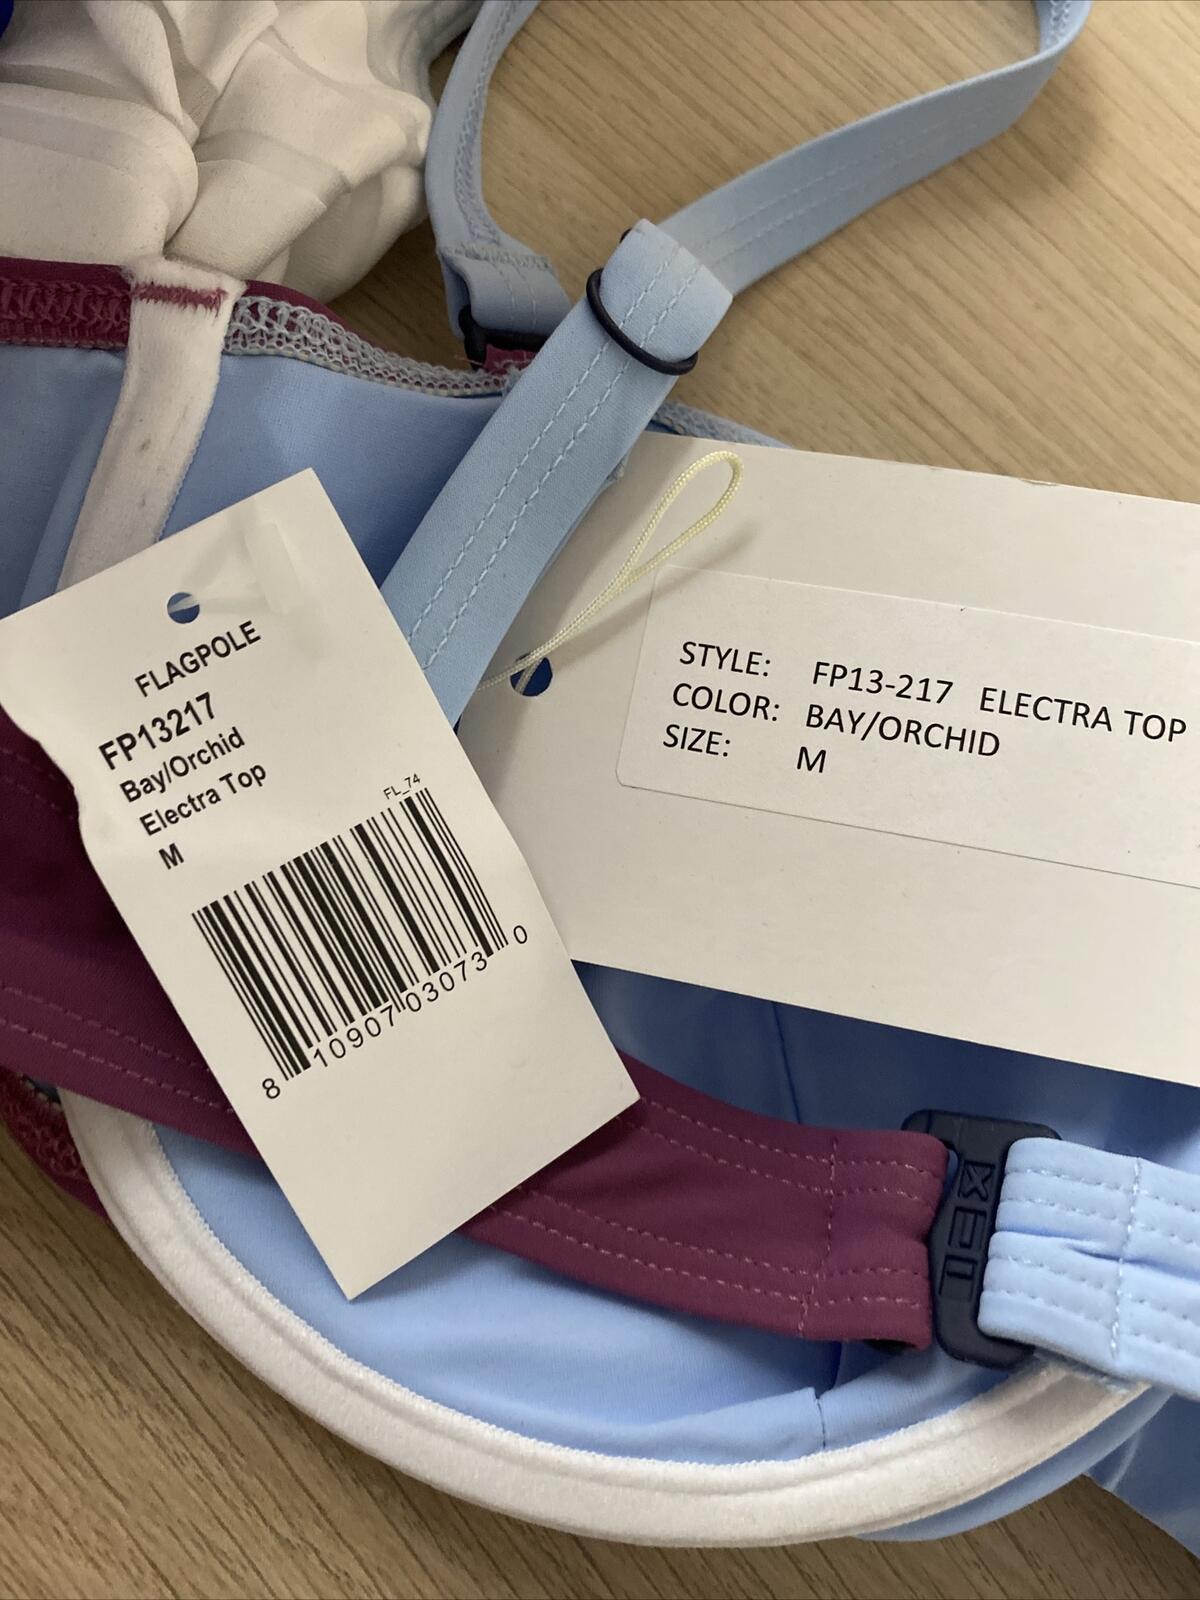 FLAGPOLE
FP13217
Bay/Orchid
Electra Top
M
FL_74
8 10907 03073 0
STYLE: FP13-217 ELECTRA TOP
COLOR: BAY/ORCHID
SIZE: M